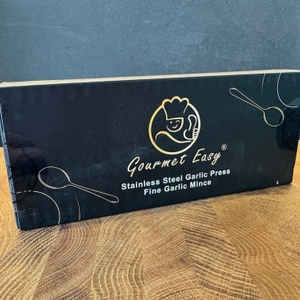 Gourmet Easy®
Stainless Steel Garlic Press
Fine Garlic Mince